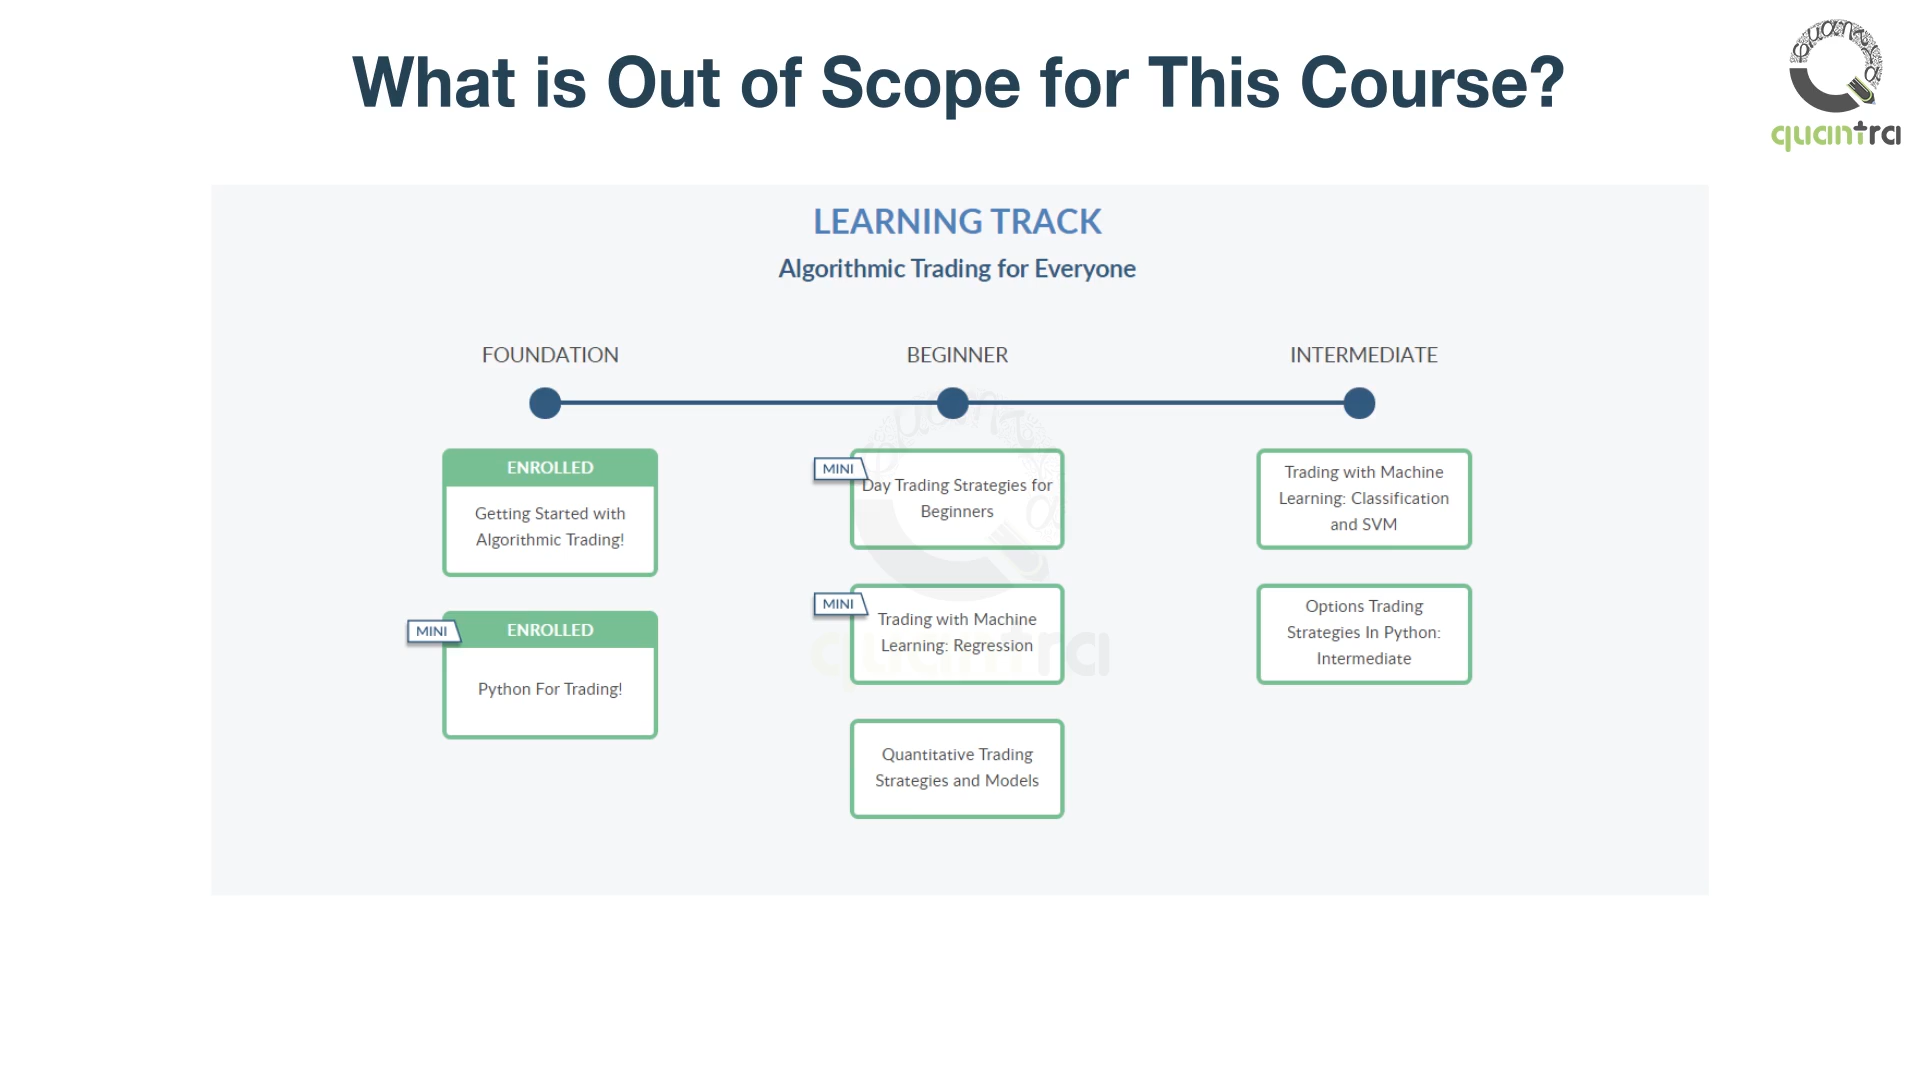 What is Out of Scope for This Course?
quantra
LEARNING TRACK
Algorithmic Trading for Everyone
FOUNDATION
BEGINNER
INTERMEDIATE
ENROLLED
Getting Started with
Algorithmic Trading!
MINI
ENROLLED
Python For Trading!
MINI
Day Trading Strategies for
Beginners
MINI
Trading with Machine
Learning: Regression
Quantitative Trading
Strategies and Models
Trading with Machine
Learning: Classification
and SVM
Options Trading
Strategies In Python:
Intermediate
quantra